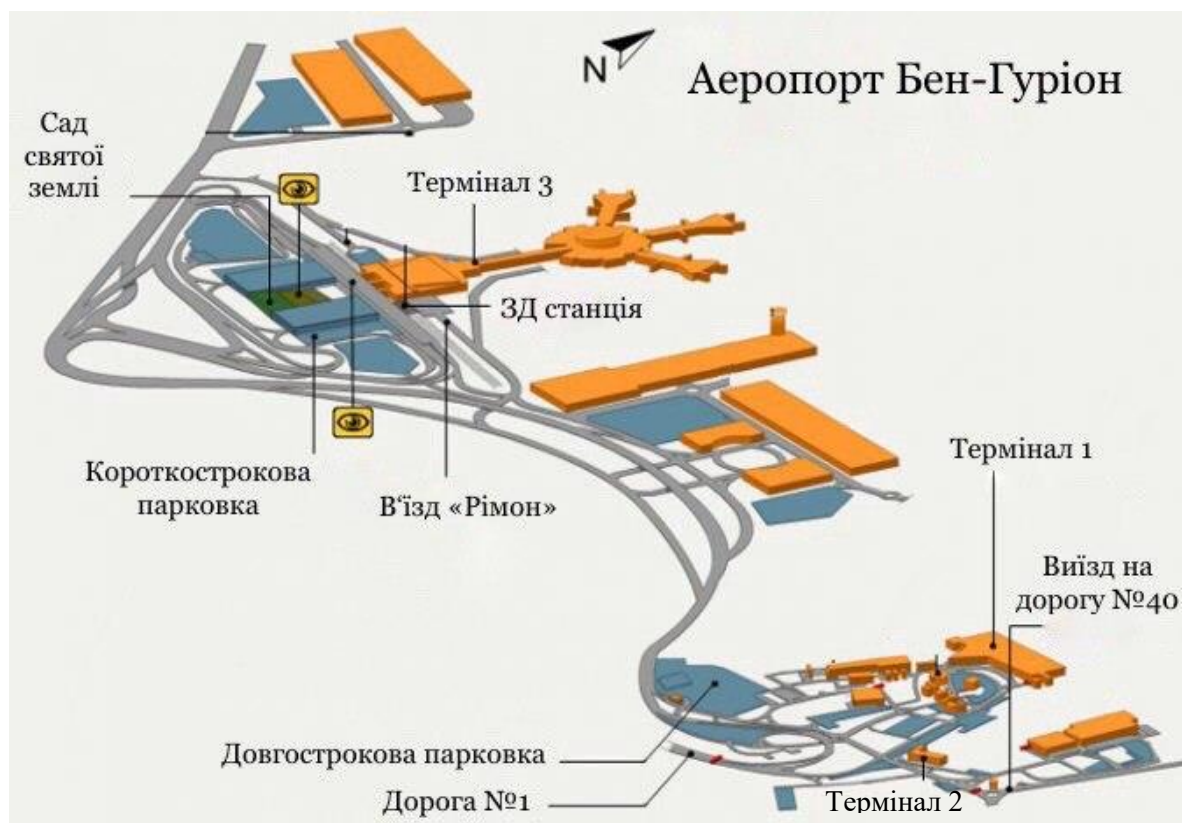 N
Аеропорт Бен-Гуріон
Сад
святої
землі
Термінал 3
ЗД станція
Короткострокова
парковка
В‘їзд «Рімон»
Термінал 1
Виїзд на
дорогу №40
Довгострокова парковка
Дорога №1
Термінал 2